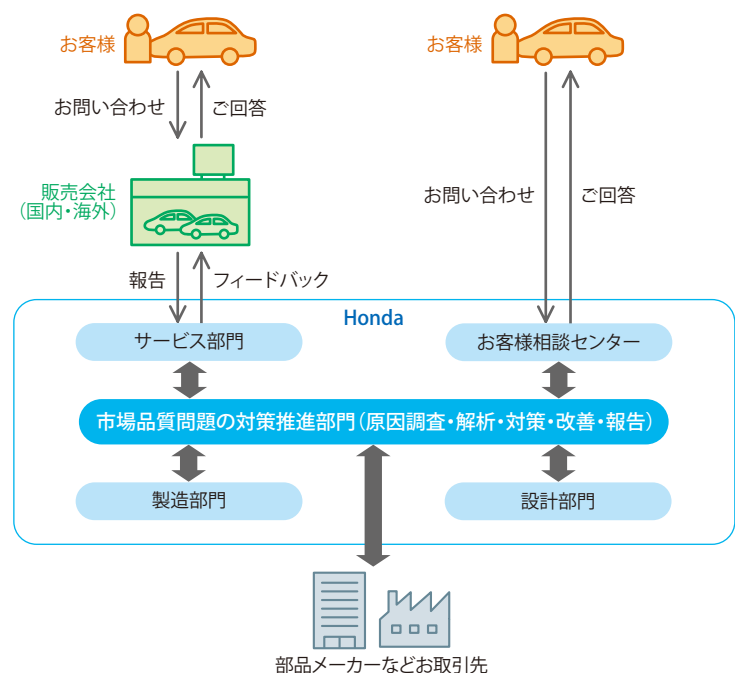 お客様
お客様
お問い合わせ
ご回答
販売会社
（国内・海外）
お問い合わせ
ご回答
報告
フィードバック
Honda
サービス部門
お客様相談センター
市場品質問題の対策推進部門（原因調査・解析・対策・改善・報告）
製造部門
設計部門
部品メーカーなどお取引先